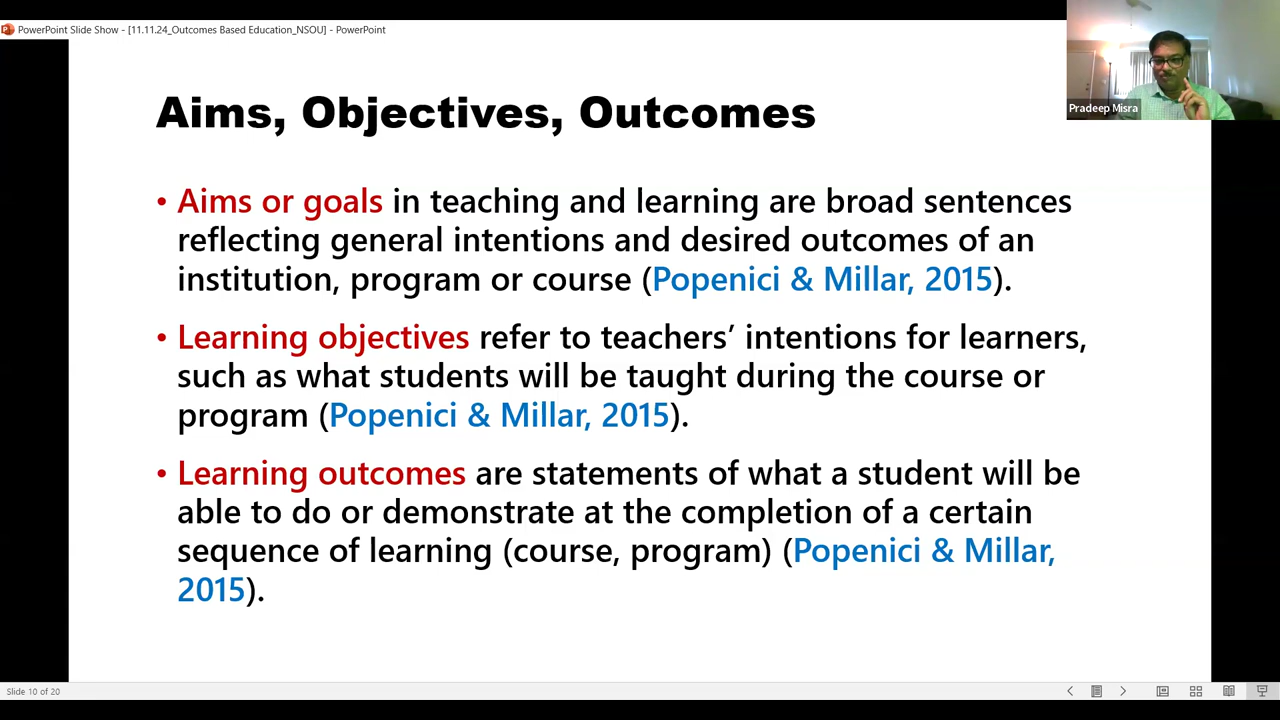 PowerPoint Slide Show - [11.11.24_Outcomes Based Education_NSOU] - PowerPoint
Pradeep Misra
Aims, Objectives, Outcomes
• Aims or goals in teaching and learning are broad sentences
reflecting general intentions and desired outcomes of an
institution, program or course (Popenici & Millar, 2015).
• Learning objectives refer to teachers’ intentions for learners,
such as what students will be taught during the course or
program (Popenici & Millar, 2015).
• Learning outcomes are statements of what a student will be
able to do or demonstrate at the completion of a certain
sequence of learning (course, program) (Popenici & Millar,
2015).
Slide 10 of 20